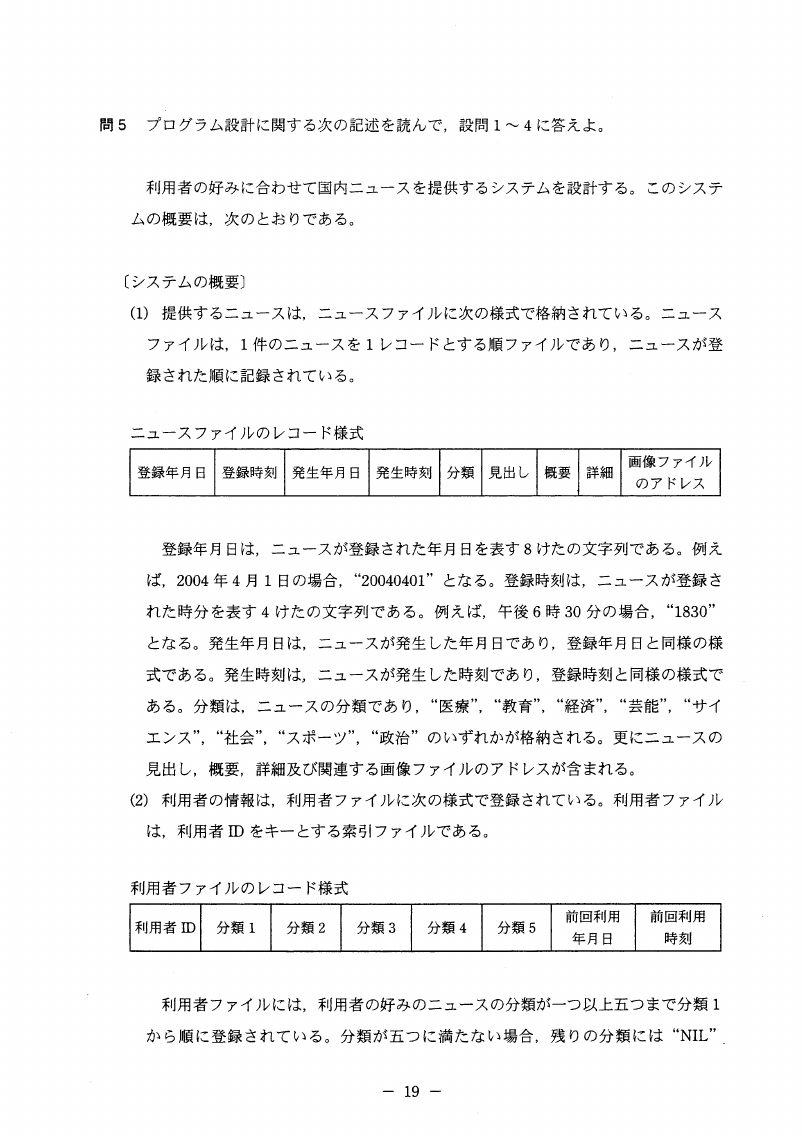 問5 プログラム設計に関する次の記述を読んで，設問1～4に答えよ。
利用者の好みに合わせて国内ニュースを提供するシステムを設計する。このシステ
ムの概要は，次のとおりである。
〔システムの概要〕
(1) 提供するニュースは，ニュースファイルに次の様式で格納されている。ニュース
ファイルは，1件のニュースを1レコードとする順ファイルであり，ニュースが登
録された順に記録されている。
ニュースファイルのレコード様式
登録年月日 登録時刻 発生年月日 発生時刻 分類 見出し 概要 詳細 画像ファイル
のアドレス
登録年月日は，ニュースが登録された年月日を表す8けたの文字列である。例え
ば，2004年4月1日の場合，“20040401”となる。登録時刻は，ニュースが登録さ
れた時分を表す4けたの文字列である。例えば，午後6時30分の場合，“1830”
となる。発生年月日は，ニュースが発生した年月日であり，登録年月日と同様の様
式である。発生時刻は，ニュースが発生した時刻であり，登録時刻と同様の様式で
ある。分類は，ニュースの分類であり，“医療”，“教育”，“経済”，“芸能”，“サイ
エンス”，“社会”，“スポーツ”，“政治”のいずれかが格納される。更にニュースの
見出し，概要，詳細及び関連する画像ファイルのアドレスが含まれる。
(2) 利用者の情報は，利用者ファイルに次の様式で登録されている。利用者ファイル
は，利用者IDをキーとする索引ファイルである。
利用者ファイルのレコード様式
利用者ID 分類1 分類2 分類3 分類4 分類5 前回利用 前回利用
年月日 時刻
利用者ファイルには，利用者の好みのニュースの分類が一つ以上五つまで分類1
から順に登録されている。分類が五つに満たない場合，残りの分類には“NIL”
－ 19 －